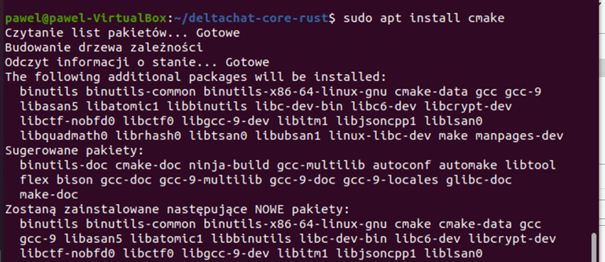 pawel@pawel-VirtualBox:~/deltachat-core-rust$ sudo apt install cmake
Czytanie list pakietów... Gotowe
Budowanie drzewa zależności
Odczyt informacji o stanie... Gotowe
The following additional packages will be installed:
  binutils binutils-common binutils-x86-64-linux-gnu cmake-data gcc gcc-9
  libasan5 libatomic1 libbinutils libc-dev-bin libc6-dev libcrypt-dev
  libctf-nobfd0 libctf0 libgcc-9-dev libitm1 libjsoncpp1 liblsan0
  libquadmath0 librhash0 libtsan0 libubsan1 linux-libc-dev make manpages-dev
Sugerowane pakiety:
  binutils-doc cmake-doc ninja-build gcc-multilib autoconf automake libtool
  flex bison gcc-doc gcc-9-multilib gcc-9-doc gcc-9-locales glibc-doc
  make-doc
Zostaną zainstalowane następujące NOWE pakiety:
  binutils binutils-common binutils-x86-64-linux-gnu cmake cmake-data gcc
  gcc-9 libasan5 libatomic1 libbinutils libc-dev-bin libc6-dev libcrypt-dev
  libctf-nobfd0 libctf0 libgcc-9-dev libitm1 libjsoncpp1 liblsan0